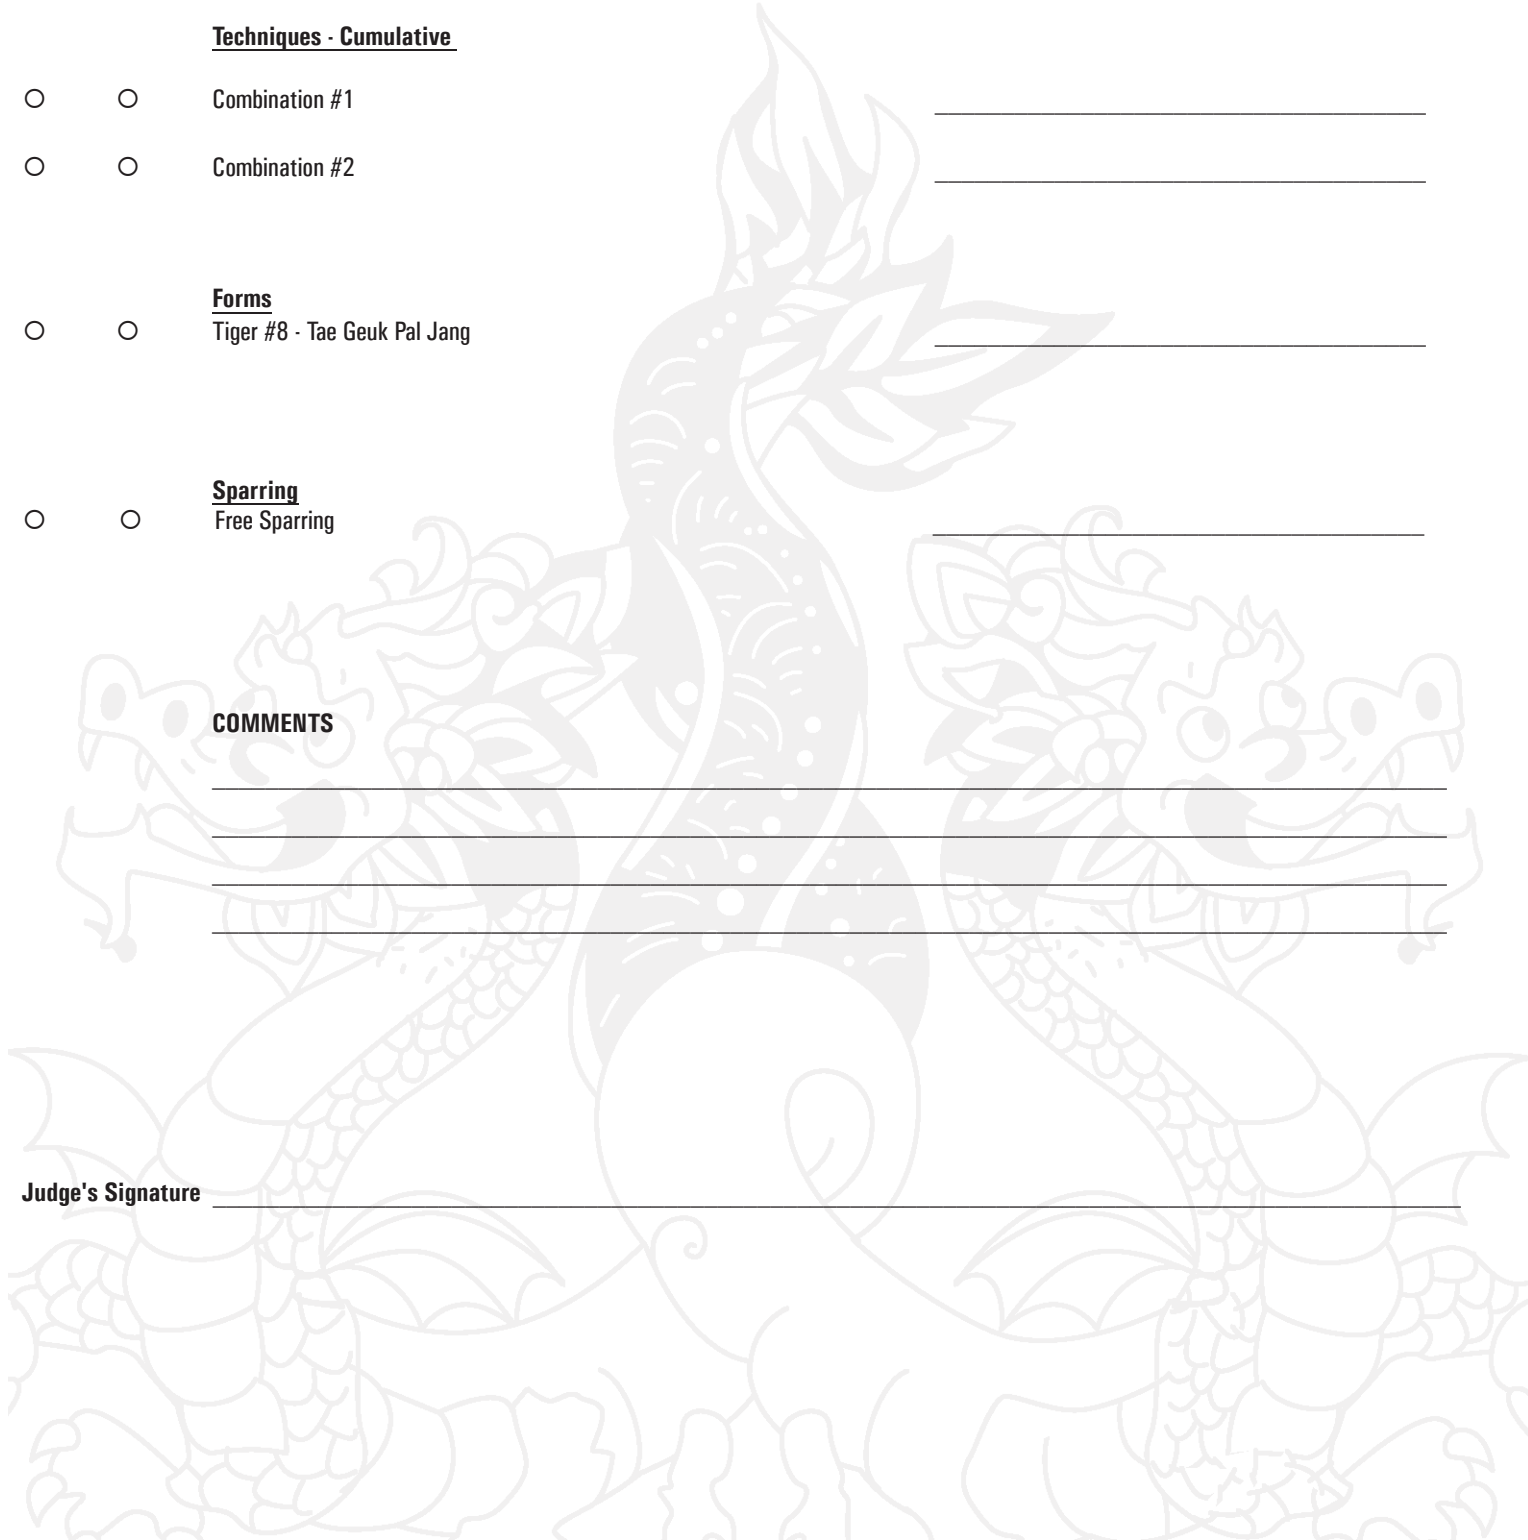 Techniques - Cumulative
Combination #1
Combination #2
Forms
Tiger #8 - Tae Geuk Pal Jang
Sparring
Free Sparring
COMMENTS
Judge's Signature